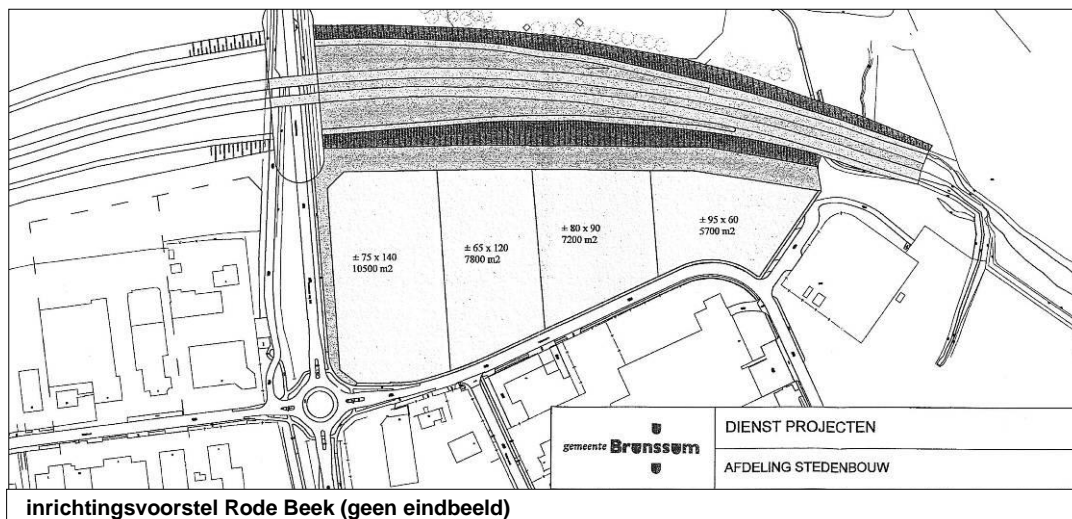 ± 75 x 140
10500 m2
± 65 x 120
7800 m2
± 80 x 90
7200 m2
± 95 x 60
5700 m2
gemeente Brunssum
DIENST PROJECTEN
AFDELING STEDENBOUW
inrichtingsvoorstel Rode Beek (geen eindbeeld)